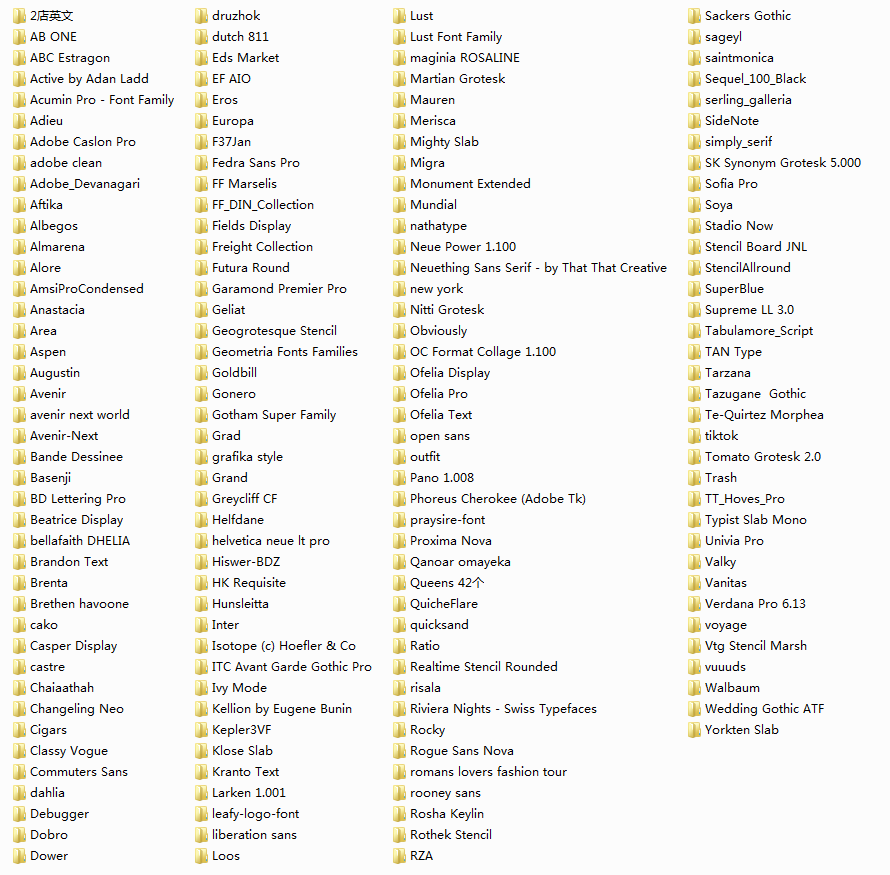 2店英文
AB ONE
ABC Estragon
Active by Adan Ladd
Acumin Pro - Font Family
Adieu
Adobe Caslon Pro
adobe clean
Adobe_Devanagari
Aftika
Albegos
Almarena
Alore
AmsiProCondensed
Anastacia
Area
Aspen
Augustin
Avenir
avenir next world
Avenir-Next
Bande Dessinee
Basenji
BD Lettering Pro
Beatrice Display
bellafaith DHELIA
Brandon Text
Brenta
Brethen havoone
cako
Casper Display
castre
Chaiaathah
Changeling Neo
Cigars
Classy Vogue
Commuters Sans
dahlia
Debugger
Dobro
Dower
druzhok
dutch 811
Eds Market
EF AIO
Eros
Europa
F37Jan
Fedra Sans Pro
FF Marselis
FF_DIN_Collection
Fields Display
Freight Collection
Futura Round
Garamond Premier Pro
Geliat
Geogrotesque Stencil
Geometria Fonts Families
Goldbill
Gonero
Gotham Super Family
Grad
grafika style
Grand
Greycliff CF
Helfdane
helvetica neue lt pro
Hiswer-BDZ
HK Requisite
Hunsleitta
Inter
Isotope (c) Hoefler & Co
ITC Avant Garde Gothic Pro
Ivy Mode
Kellion by Eugene Bunin
Kepler3VF
Klose Slab
Kranto Text
Larken 1.001
leafy-logo-font
liberation sans
Loos
Lust
Lust Font Family
maginia ROSALINE
Martian Grotesk
Mauren
Merisca
Mighty Slab
Migra
Monument Extended
Mundial
nathatype
Neue Power 1.100
Neuething Sans Serif - by That That Creative
new york
Nitti Grotesk
Obviously
OC Format Collage 1.100
Ofelia Display
Ofelia Pro
Ofelia Text
open sans
outfit
Pano 1.008
Phoreus Cherokee (Adobe Tk)
praysire-font
Proxima Nova
Qanoar omayeka
Queens 42个
QuicheFlare
quicksand
Ratio
Realtime Stencil Rounded
risala
Riviera Nights - Swiss Typefaces
Rocky
Rogue Sans Nova
romans lovers fashion tour
rooney sans
Rosha Keylin
Rothek Stencil
RZA
Sackers Gothic
sageyl
saintmonica
Sequel_100_Black
serling_galleria
SideNote
simply_serif
SK Synonym Grotesk 5.000
Sofia Pro
Soya
Stadio Now
Stencil Board JNL
StencilAllround
SuperBlue
Supreme LL 3.0
Tabulamore_Script
TAN Type
Tarzana
Tazugane  Gothic
Te-Quirtez Morphea
tiktok
Tomato Grotesk 2.0
Trash
TT_Hoves_Pro
Typist Slab Mono
Univia Pro
Valky
Vanitas
Verdana Pro 6.13
voyage
Vtg Stencil Marsh
vuuuds
Walbaum
Wedding Gothic ATF
Yorkten Slab